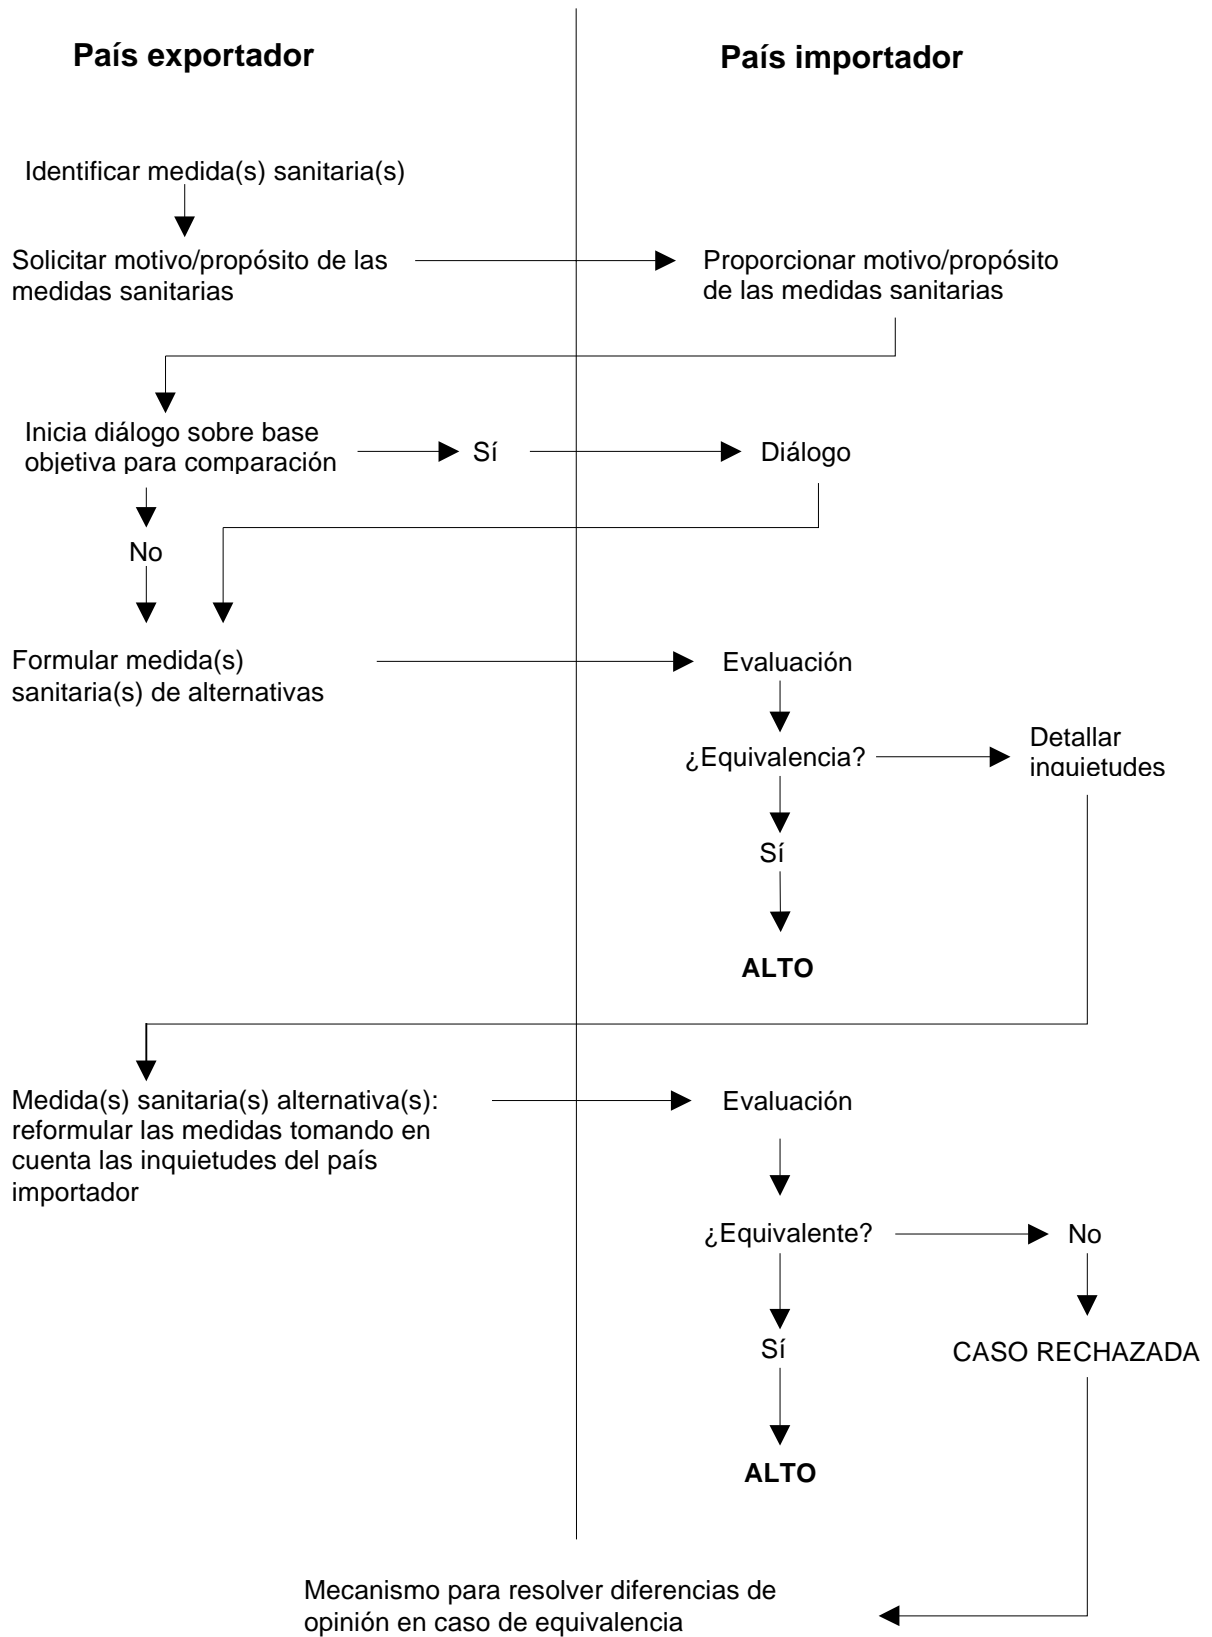 País exportador
País importador
Identificar medida(s) sanitaria(s)
Solicitar motivo/propósito de las
medidas sanitarias
Proporcionar motivo/propósito
de las medidas sanitarias
Inicia diálogo sobre base
objetiva para comparación
Sí
Diálogo
No
Formular medida(s)
sanitaria(s) de alternativas
Evaluación
¿Equivalencia?
Detallar
inquietudes
Sí
ALTO
Medida(s) sanitaria(s) alternativa(s):
reformular las medidas tomando en
cuenta las inquietudes del país
importador
Evaluación
¿Equivalente?
No
Sí
CASO RECHAZADA
ALTO
Mecanismo para resolver diferencias de
opinión en caso de equivalencia